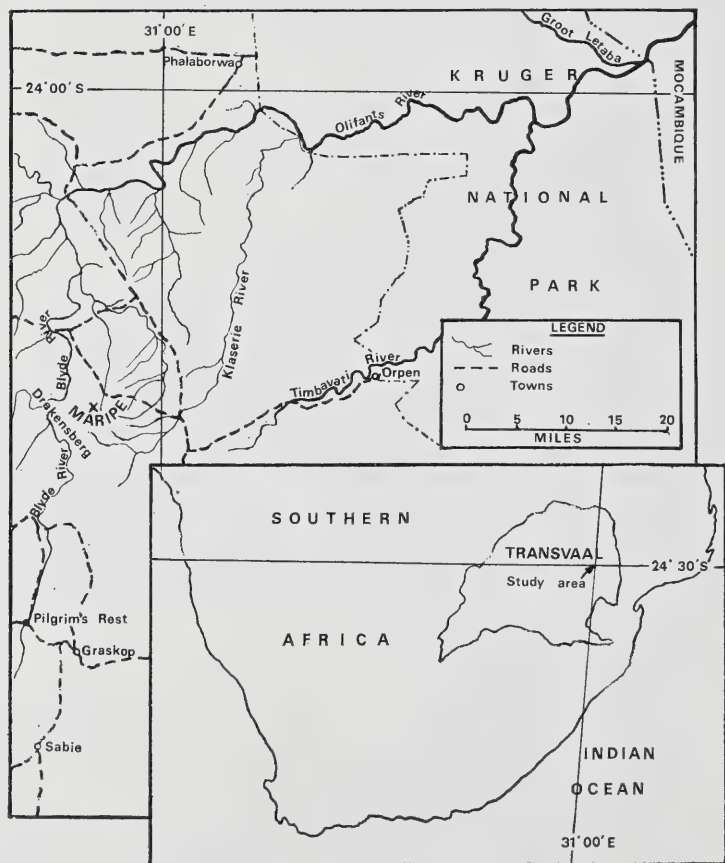 31°00'E
Phalaborwa
24°00'S
Groot Letaba
KRUGER
MOCAMBIQUE
Olifants River
NATIONAL
PARK
Klaserie River
Blyde River
Timbavati River
Orpen
MARIPE
Drakensberg
Blyde River
Pilgrim's Rest
Graskop
Sabie
LEGEND
Rivers
Roads
Towns
0 5 10 15 20
MILES
SOUTHERN
TRANSVAAL
24°30'S
Study area
AFRICA
INDIAN
OCEAN
31°00'E